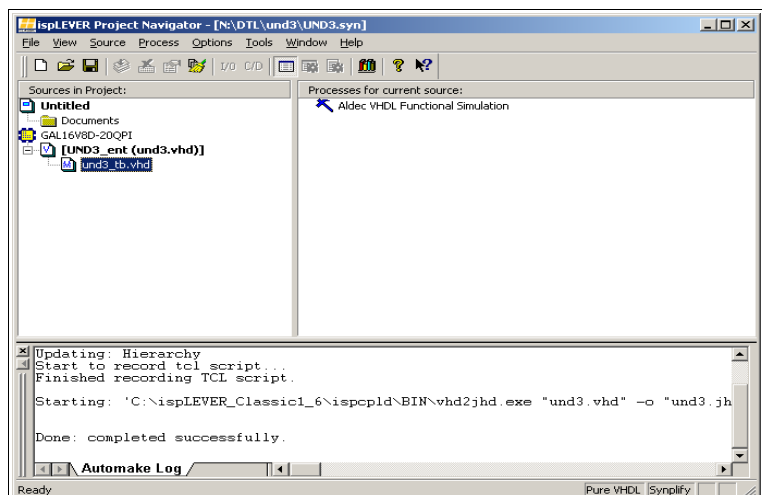 ispLEVER Project Navigator - [N:\DTL\und3\UND3.syn]
File View Source Process Options Tools Window Help
I/O C/D
Sources in Project:
Processes for current source:
Untitled
Aldec VHDL Functional Simulation
Documents
GAL16V8D-20QPI
[UND3_ent (und3.vhd)]
und3_tb.vhd
Updating: Hierarchy
Start to record tcl script...
Finished recording TCL script.
Starting: 'C:\ispLEVER_Classic1_6\ispcpld\BIN\vhd2jhd.exe "und3.vhd" -o "und3.jh
Done: completed successfully.
Automake Log
Ready
Pure VHDL Synplify